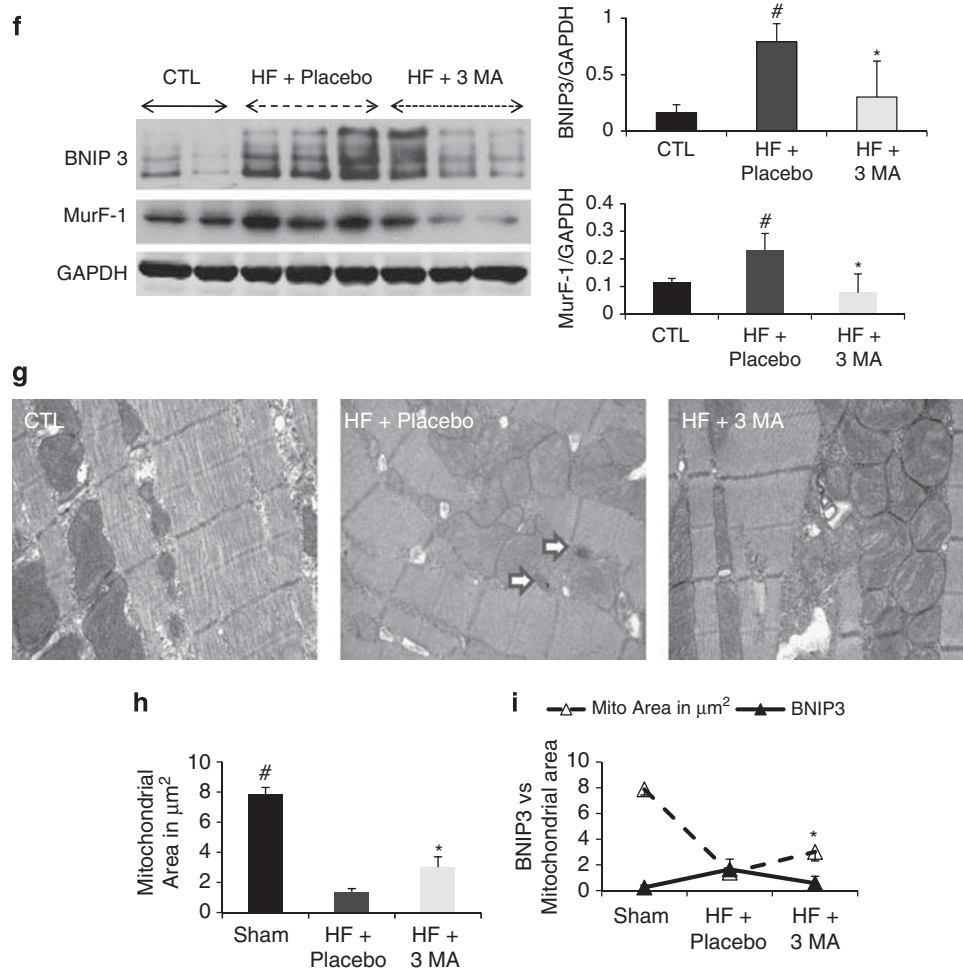 f
CTL HF + Placebo HF + 3 MA
BNIP 3
MurF-1
GAPDH
BNIP3/GAPDH
1
0.5
0
#
*
CTL HF + HF +
Placebo 3 MA
MurF-1/GAPDH
0.4
0.3
0.2
0.1
0
#
*
CTL HF + HF +
Placebo 3 MA
g
CTL HF + Placebo HF + 3 MA
h
Mitochondrial
Area in μm²
10
8
6
4
2
0
#
*
Sham HF + HF +
Placebo 3 MA
i
Mito Area in μm² BNIP3
BNIP3 vs
Mitochondrial area
10
8
6
4
2
0
*
Sham HF + HF +
Placebo 3 MA